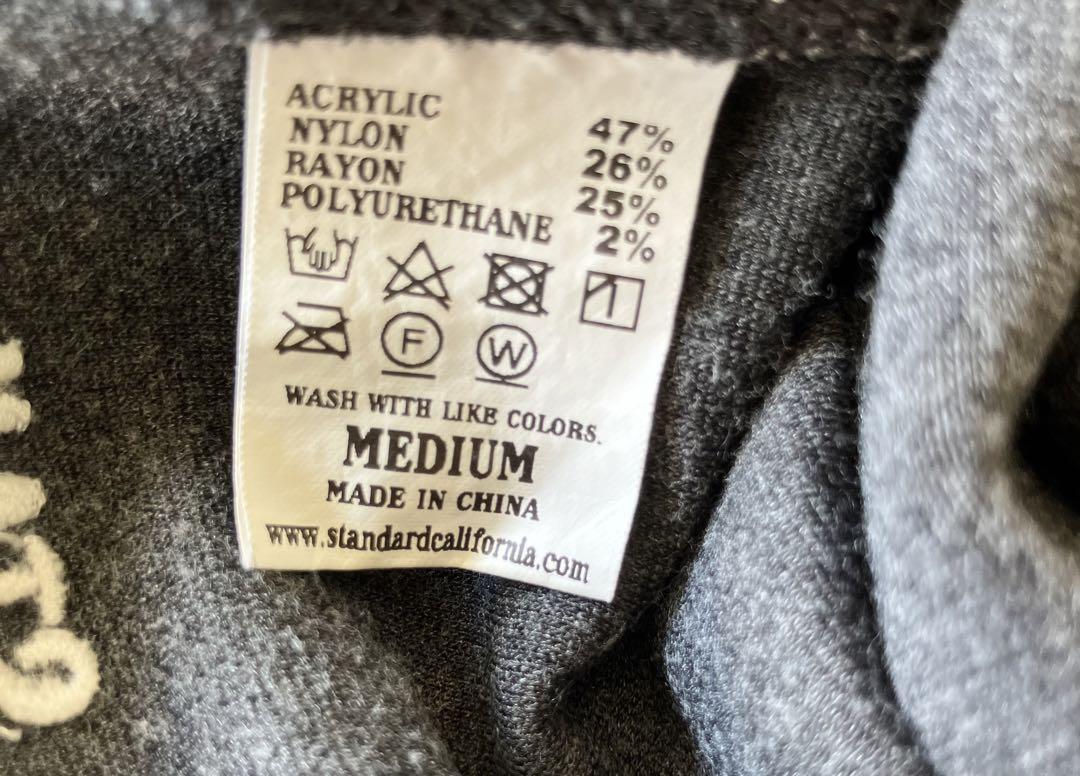 ACRYLIC 47%
NYLON 26%
RAYON 25%
POLYURETHANE 2%
F W
WASH WITH LIKE COLORS.
MEDIUM
MADE IN CHINA
www.standardcalifornia.com